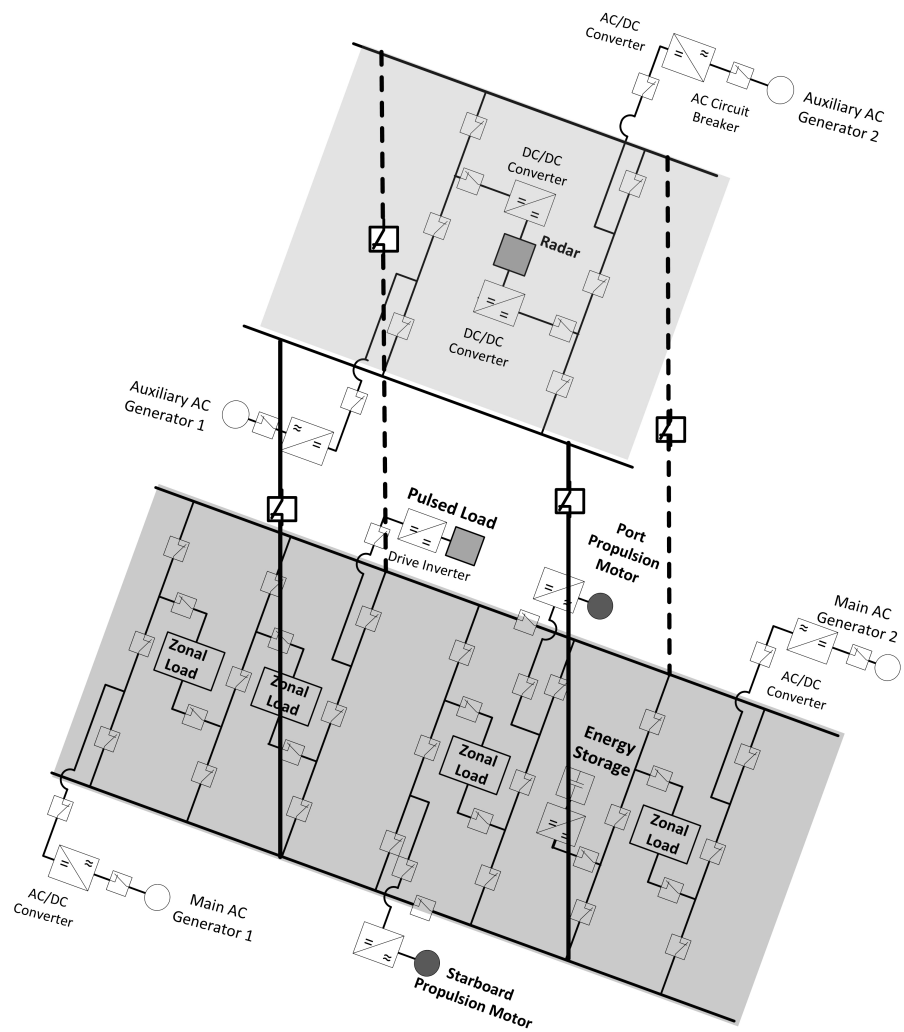 AC/DC
Converter
AC Circuit
Breaker
Auxiliary AC
Generator 2
DC/DC
Converter
Radar
DC/DC
Converter
Auxiliary AC
Generator 1
Pulsed Load
Drive Inverter
Port
Propulsion
Motor
Main AC
Generator 2
AC/DC
Converter
Zonal
Load
Zonal
Load
Energy
Storage
Zonal
Load
Zonal
Load
AC/DC
Converter
Main AC
Generator 1
Starboard
Propulsion Motor